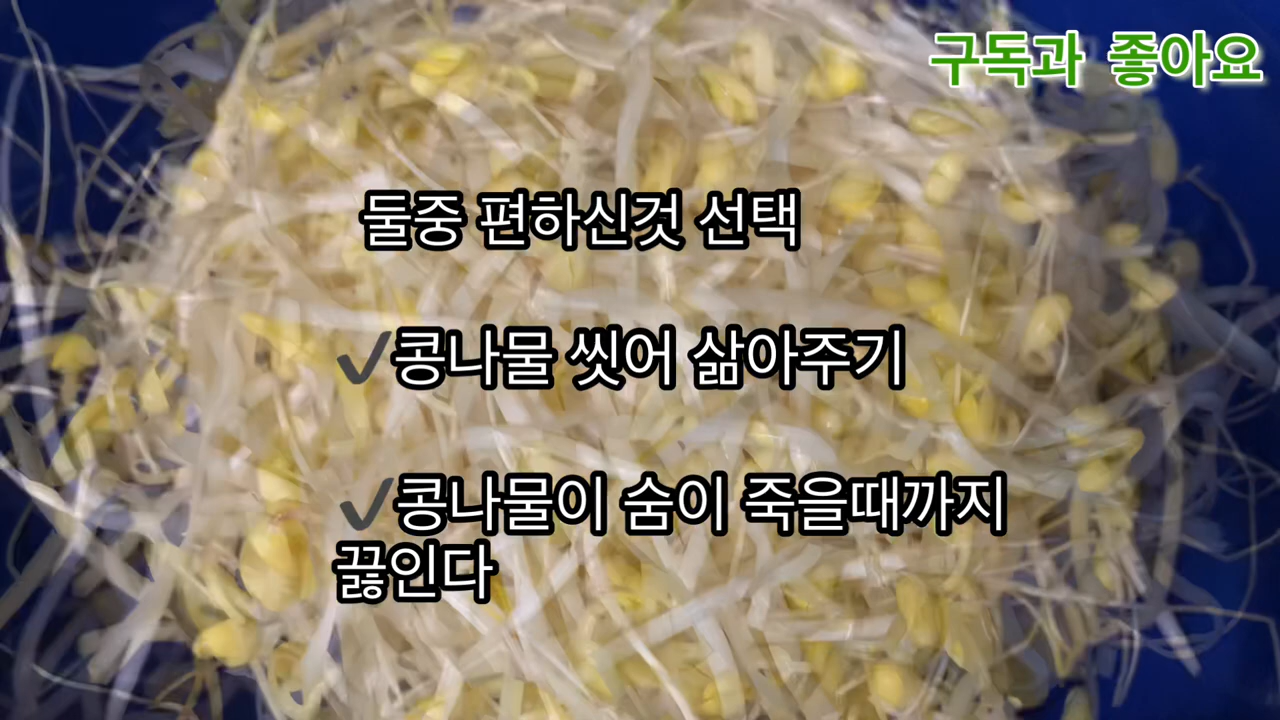 구독과 좋아요
둘중 편하신것 선택
✔콩나물 씻어 삶아주기
✔콩나물이 숨이 죽을때까지
끓인다